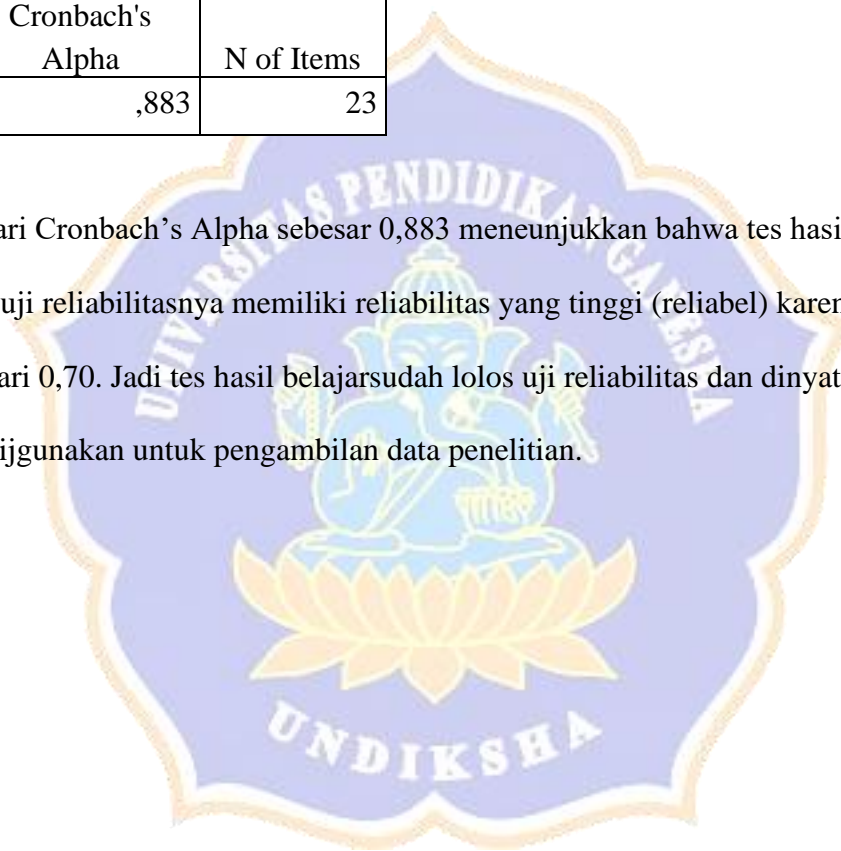 Cronbach's
Alpha
N of Items
,883
23
ari Cronbach’s Alpha sebesar 0,883 meneunjukkan bahwa tes hasi
uji reliabilitasnya memiliki reliabilitas yang tinggi (reliabel) karen
ari 0,70. Jadi tes hasil belajarsudah lolos uji reliabilitas dan dinyat
ijgunakan untuk pengambilan data penelitian.
UNIVERSITAS PENDIDIKAN GANESHA
UNDIKSHA